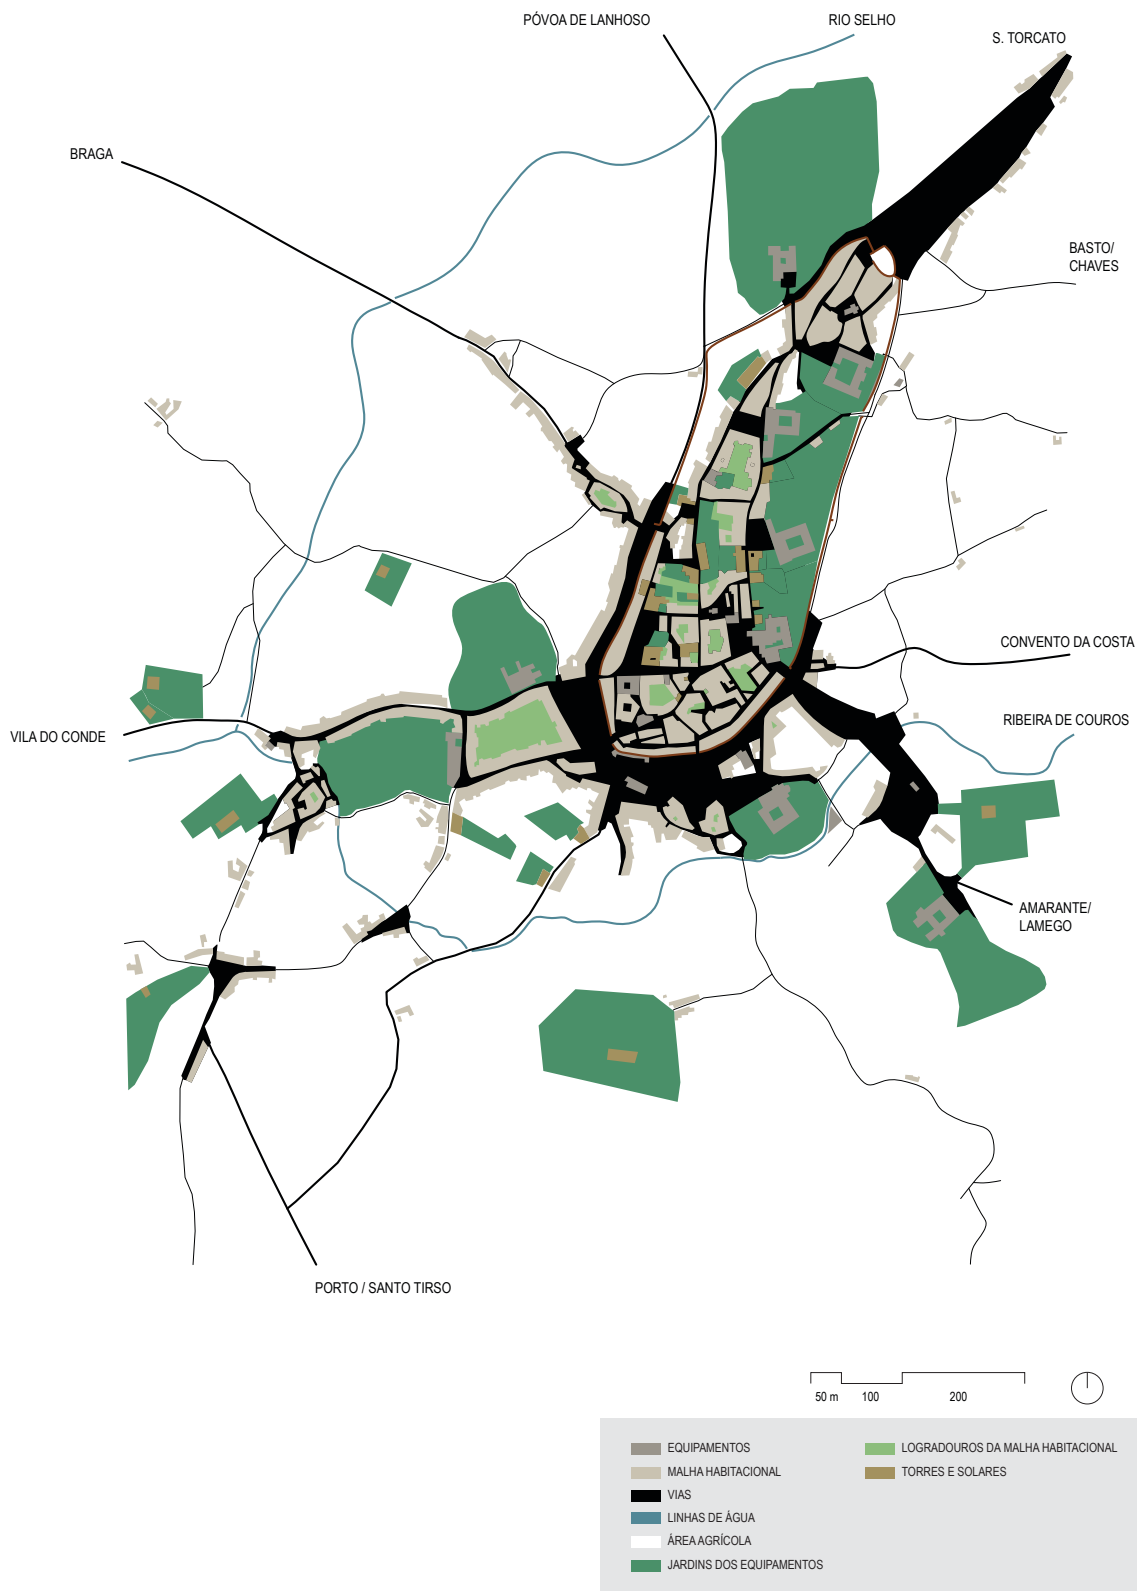 PÓVOA DE LANHOSO
RIO SELHO
S. TORCATO
BRAGA
BASTO/
CHAVES
CONVENTO DA COSTA
RIBEIRA DE COUROS
VILA DO CONDE
AMARANTE/
LAMEGO
PORTO / SANTO TIRSO
50 m 100 200
EQUIPAMENTOS
MALHA HABITACIONAL
VIAS
LINHAS DE ÁGUA
ÁREA AGRÍCOLA
JARDINS DOS EQUIPAMENTOS
LOGRADOUROS DA MALHA HABITACIONAL
TORRES E SOLARES